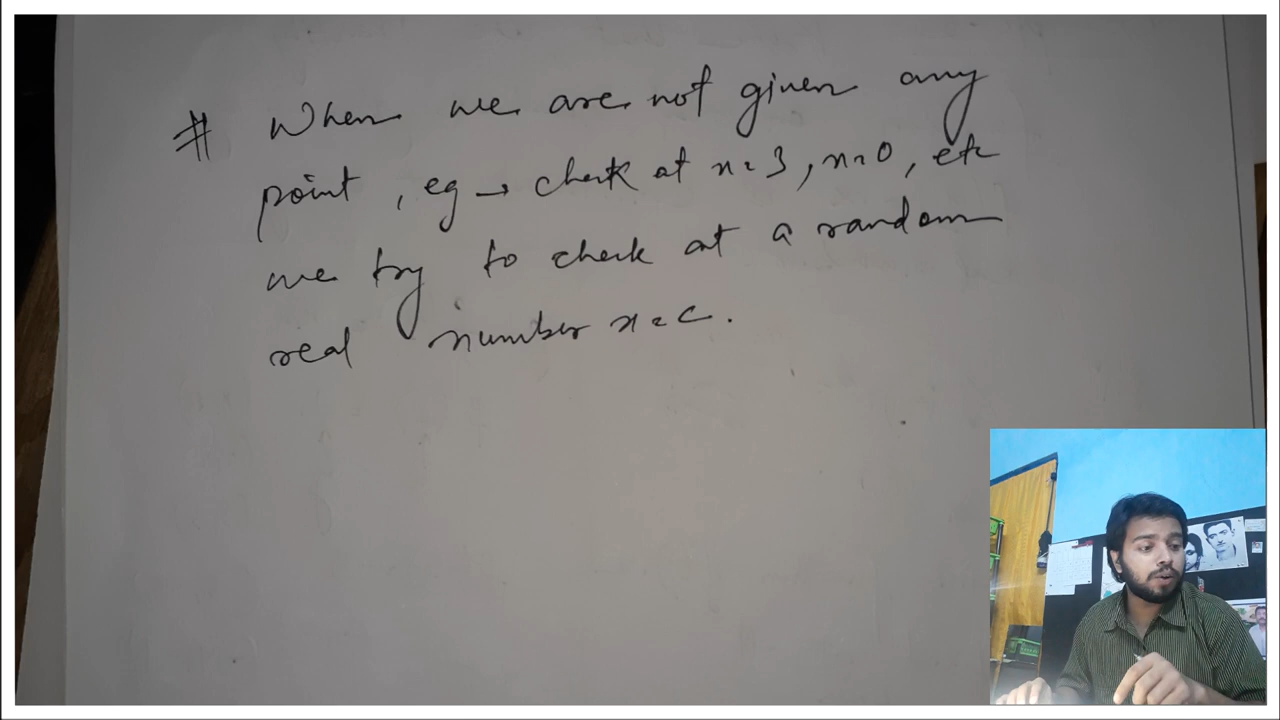 # When we are not given any
point, eg → check at x=3, x=0, etc
we try to check at a random
real number x=c.